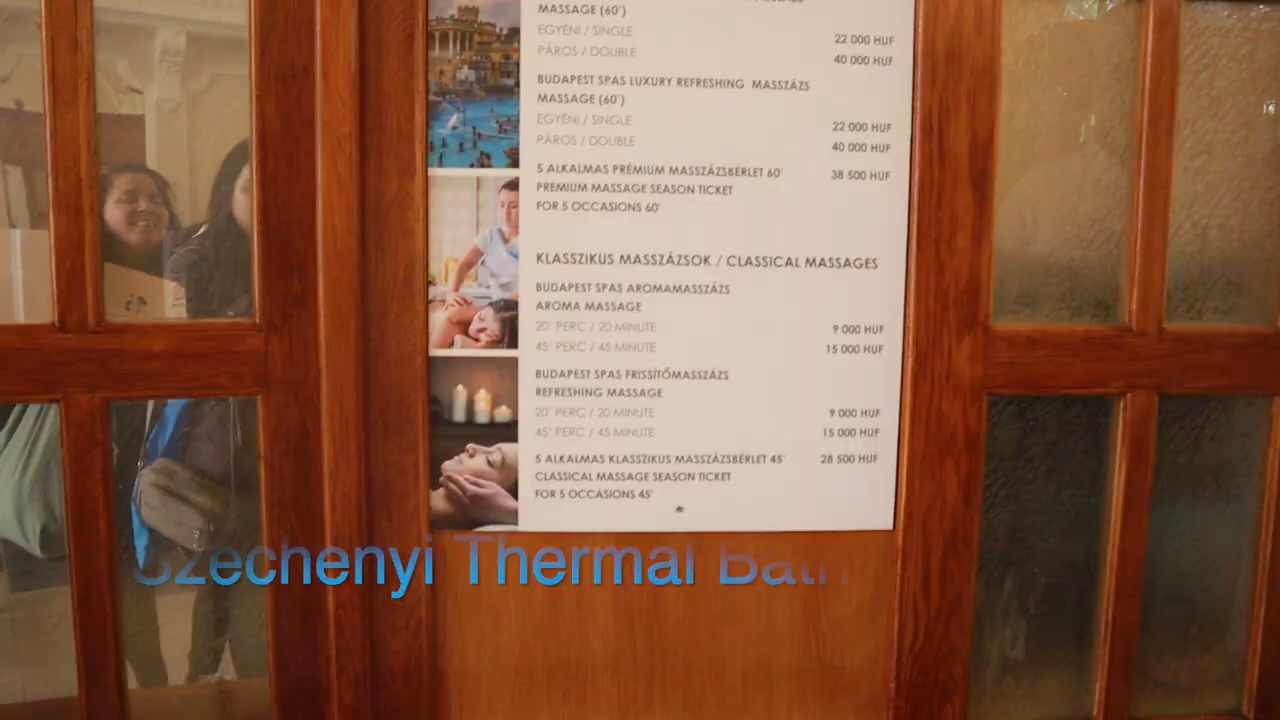 MASSAGE (60')
EGYÉNI / SINGLE 22 000 HUF
PÁROS / DOUBLE 40 000 HUF
BUDAPEST SPAS LUXURY REFRESHING MASSZÁZS
MASSAGE (60')
EGYÉNI / SINGLE 22 000 HUF
PÁROS / DOUBLE 40 000 HUF
5 ALKALMAS PRÉMIUM MASSZÁZSBÉRLET 60' 38 500 HUF
PREMIUM MASSAGE SEASON TICKET
FOR 5 OCCASIONS 60'
KLASSZIKUS MASSZÁZSOK / CLASSICAL MASSAGES
BUDAPEST SPAS AROMAMASSZÁZS
AROMA MASSAGE
20' PERC / 20 MINUTE 9 000 HUF
45' PERC / 45 MINUTE 15 000 HUF
BUDAPEST SPAS FRISSÍTŐMASSZÁZS
REFRESHING MASSAGE
20' PERC / 20 MINUTE 9 000 HUF
45' PERC / 45 MINUTE 15 000 HUF
5 ALKALMAS KLASSZIKUS MASSZÁZSBÉRLET 45' 28 500 HUF
CLASSICAL MASSAGE SEASON TICKET
FOR 5 OCCASIONS 45'
Szechenyi Thermal Bath